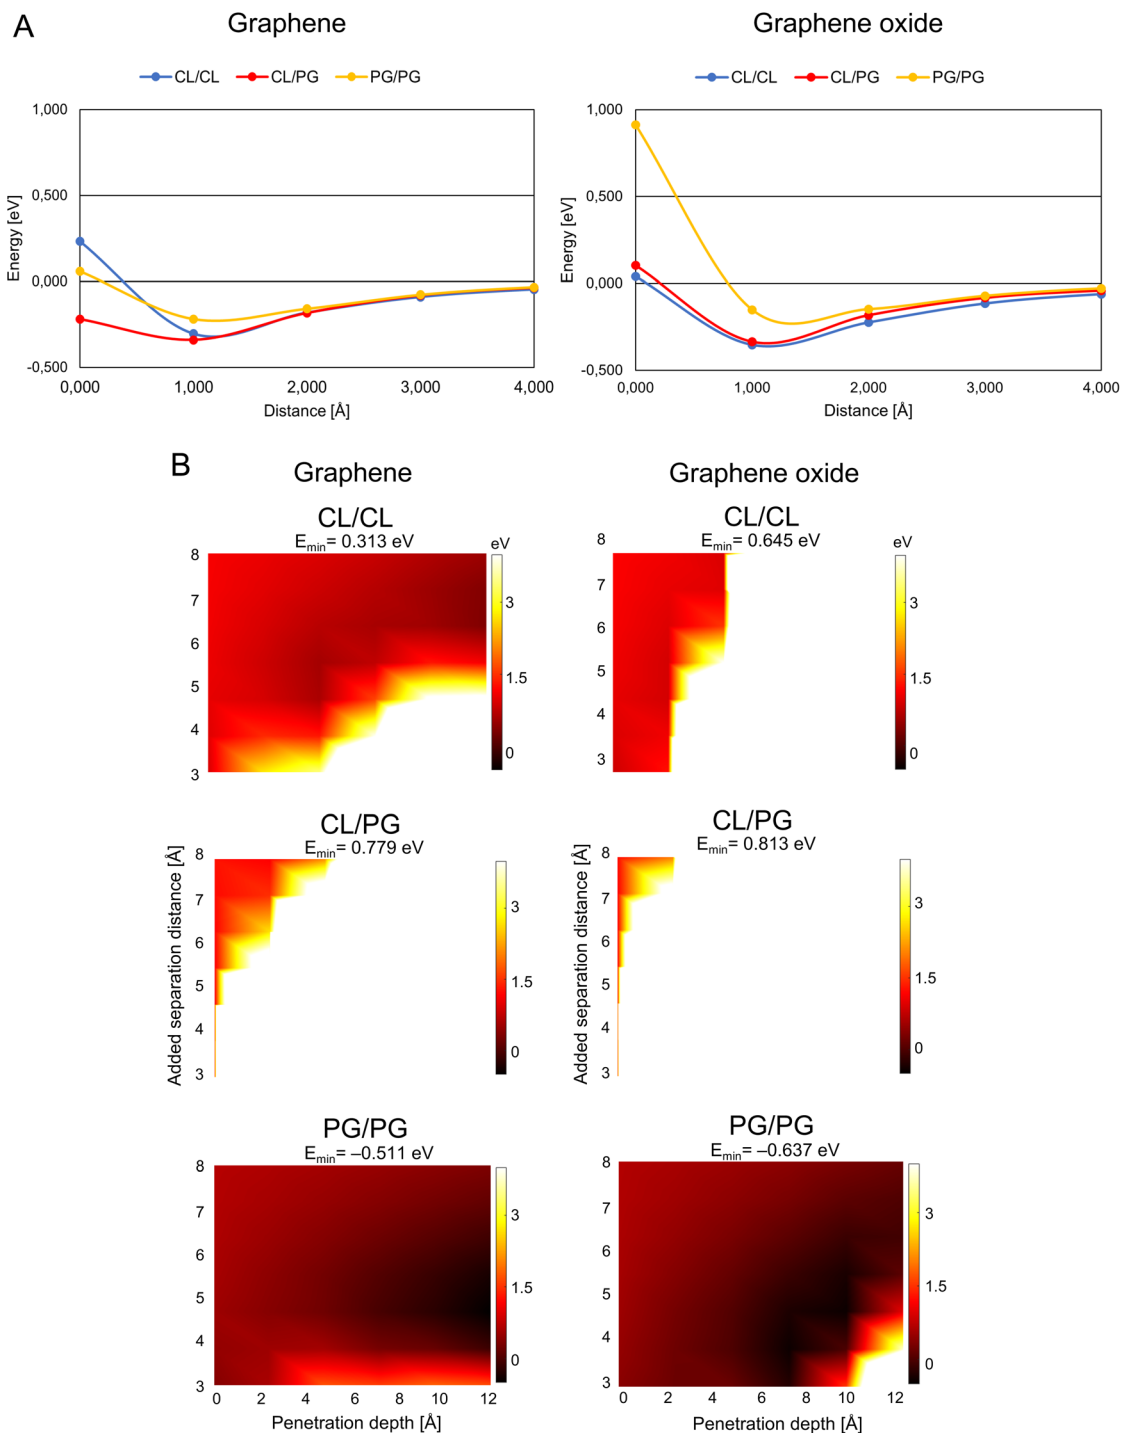 A
Graphene
Graphene oxide
CL/CL CL/PG PG/PG
CL/CL CL/PG PG/PG
1,000
0,500
0,000
-0,500
Energy [eV]
0,000 1,000 2,000 3,000 4,000
Distance [Å]
1,000
0,500
0,000
-0,500
Energy [eV]
0,000 1,000 2,000 3,000 4,000
Distance [Å]
B
Graphene
Graphene oxide
CL/CL
Emin= 0.313 eV
eV
8
7
6
5
4
3
3
1.5
0
CL/CL
Emin= 0.645 eV
eV
8
7
6
5
4
3
3
1.5
0
CL/PG
Emin= 0.779 eV
Added separation distance [Å]
8
7
6
5
4
3
3
1.5
0
CL/PG
Emin= 0.813 eV
Added separation distance [Å]
8
7
6
5
4
3
3
1.5
0
PG/PG
Emin= –0.511 eV
8
7
6
5
4
3
3
1.5
0
0 2 4 6 8 10 12
Penetration depth [Å]
PG/PG
Emin= –0.637 eV
8
7
6
5
4
3
3
1.5
0
0 2 4 6 8 10 12
Penetration depth [Å]